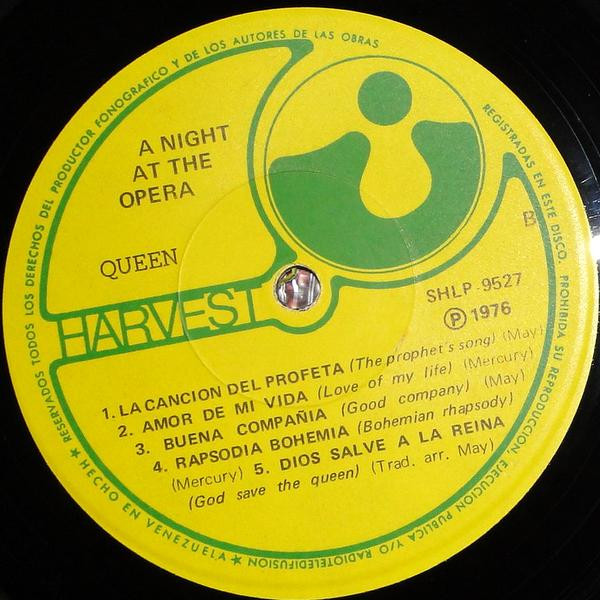 A NIGHT
AT THE
OPERA
QUEEN
HARVEST
B
SHLP-9527
Ⓟ 1976
1. LA CANCION DEL PROFETA (The prophet's song) (May)
2. AMOR DE MI VIDA (Love of my life) (Mercury)
3. BUENA COMPAÑIA (Good company) (May)
4. RAPSODIA BOHEMIA (Bohemian rhapsody)
(Mercury) 5. DIOS SALVE A LA REINA
(God save the queen) (Trad. arr. May)
★ RESERVADOS TODOS LOS DERECHOS DEL PRODUCTOR FONOGRAFICO Y DE LOS AUTORES DE LAS OBRAS
REGISTRADAS EN ESTE DISCO. PROHIBIDA SU REPRODUCCION, EJECUCION PUBLICA Y/O RADIOTELEDIFUSION
★ HECHO EN VENEZUELA ★